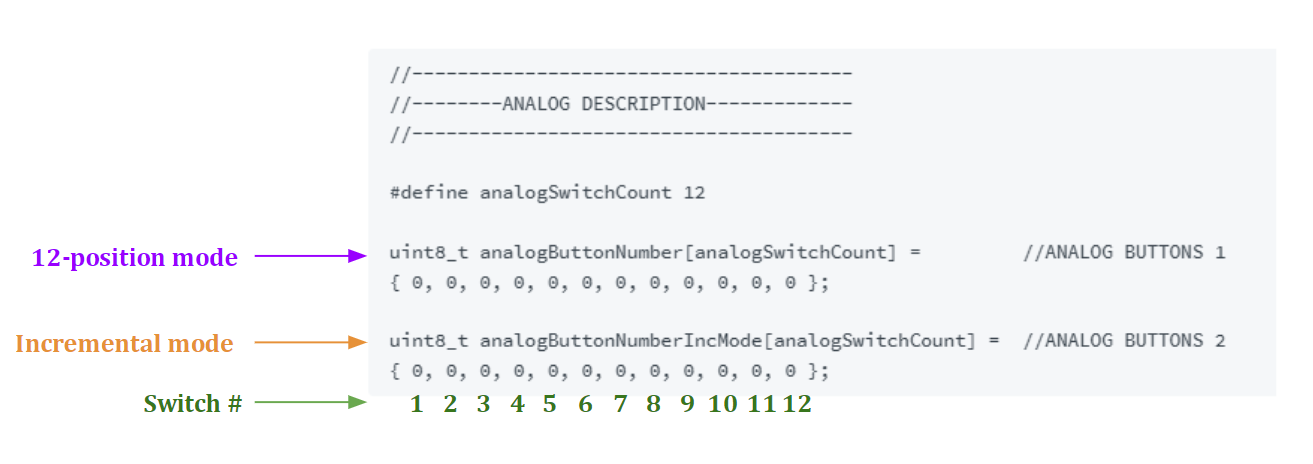 //---------------------------------------
//--------ANALOG DESCRIPTION-------------
//---------------------------------------
#define analogSwitchCount 12
12-position mode
uint8_t analogButtonNumber[analogSwitchCount] =         //ANALOG BUTTONS 1
{ 0, 0, 0, 0, 0, 0, 0, 0, 0, 0, 0, 0 };
Incremental mode
uint8_t analogButtonNumberIncMode[analogSwitchCount] =  //ANALOG BUTTONS 2
{ 0, 0, 0, 0, 0, 0, 0, 0, 0, 0, 0, 0 };
Switch # 1 2 3 4 5 6 7 8 9 10 11 12